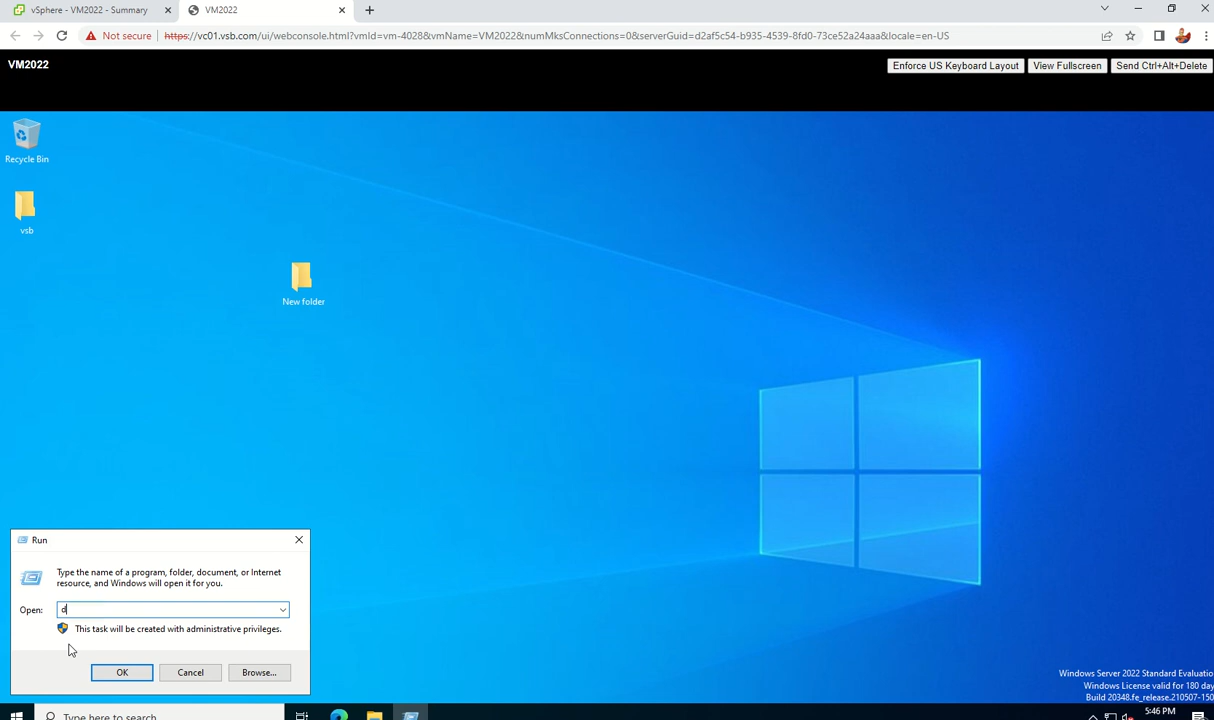 vSphere - VM2022 - Summary
VM2022
Not secure
https://vc01.vsb.com/ui/webconsole.html?vmId=vm-4028&vmName=VM2022&numMksConnections=0&serverGuid=d2af5c54-b935-4539-8fd0-73ce52a24aaa&locale=en-US
VM2022
Enforce US Keyboard Layout
View Fullscreen
Send Ctrl+Alt+Delete
Recycle Bin
vsb
New folder
Run
Type the name of a program, folder, document, or Internet
resource, and Windows will open it for you.
Open:
d
This task will be created with administrative privileges.
OK
Cancel
Browse...
Windows Server 2022 Standard Evaluatio
Windows License valid for 180 day
Build 20348.fe_release.210507-150
Type here to search
5:46 PM